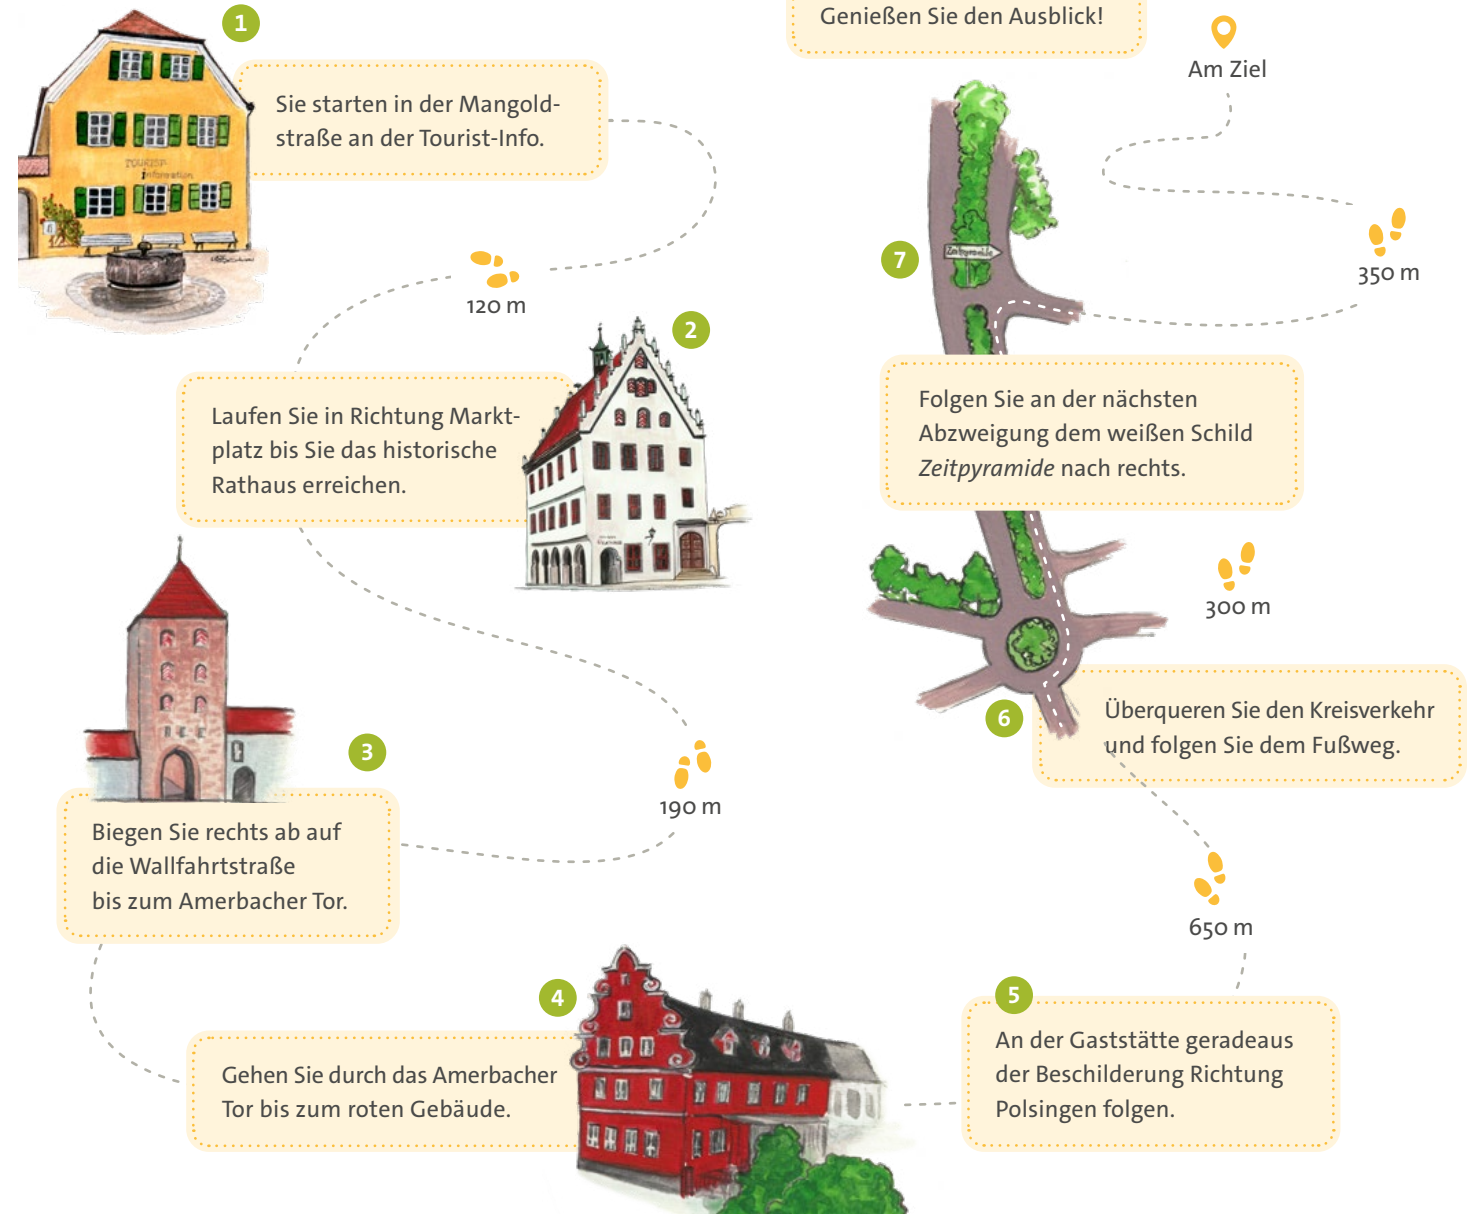 1
Sie starten in der Mangold-
straße an der Tourist-Info.
TOURIST-
Information
120 m
2
Laufen Sie in Richtung Markt-
platz bis Sie das historische
Rathaus erreichen.
190 m
3
Biegen Sie rechts ab auf
die Wallfahrtstraße
bis zum Amerbacher Tor.
4
Gehen Sie durch das Amerbacher
Tor bis zum roten Gebäude.
5
An der Gaststätte geradeaus
der Beschilderung Richtung
Polsingen folgen.
650 m
6
Überqueren Sie den Kreisverkehr
und folgen Sie dem Fußweg.
300 m
7
Zeitpyramide
Folgen Sie an der nächsten
Abzweigung dem weißen Schild
Zeitpyramide nach rechts.
350 m
Am Ziel
Genießen Sie den Ausblick!